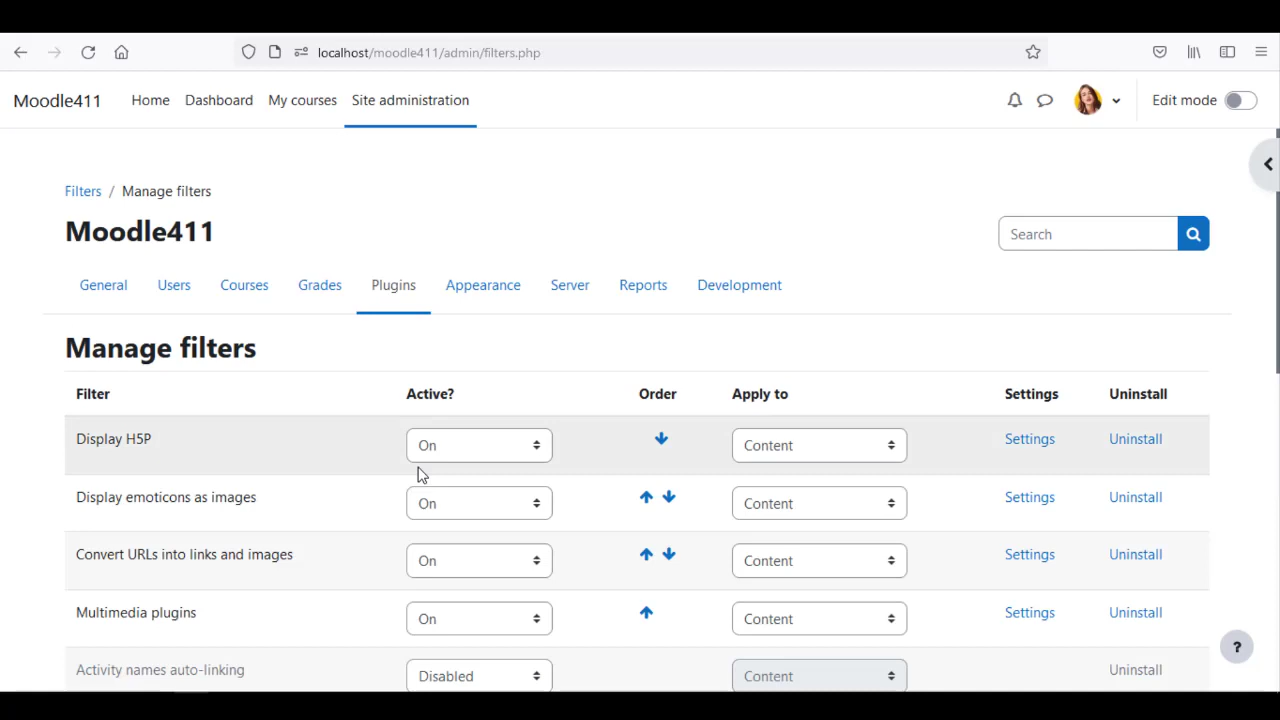 localhost/moodle411/admin/filters.php
Moodle411 Home Dashboard My courses Site administration Edit mode
Filters / Manage filters
Moodle411
Search
General Users Courses Grades Plugins Appearance Server Reports Development
Manage filters
Filter Active? Order Apply to Settings Uninstall
Display H5P On Content Settings Uninstall
Display emoticons as images On Content Settings Uninstall
Convert URLs into links and images On Content Settings Uninstall
Multimedia plugins On Content Settings Uninstall
?
Activity names auto-linking Disabled Content Uninstall